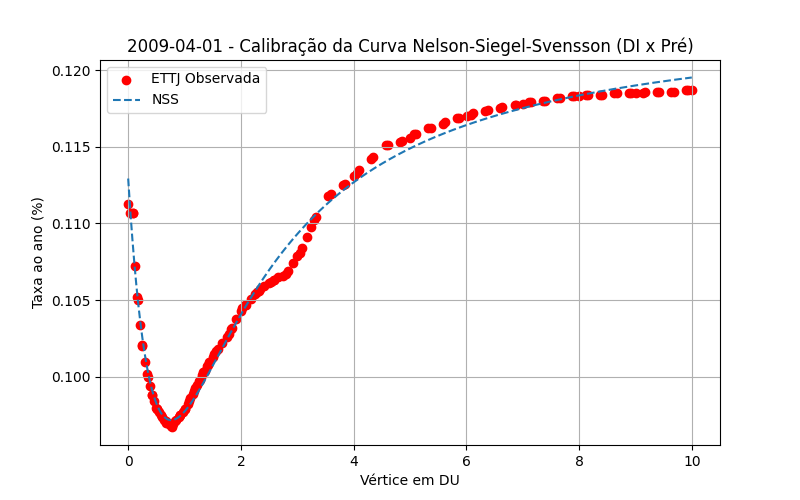 2009-04-01 - Calibração da Curva Nelson-Siegel-Svensson (DI x Pré)
ETTJ Observada
NSS
Taxa ao ano (%)
0.120
0.115
0.110
0.105
0.100
0 2 4 6 8 10
Vértice em DU